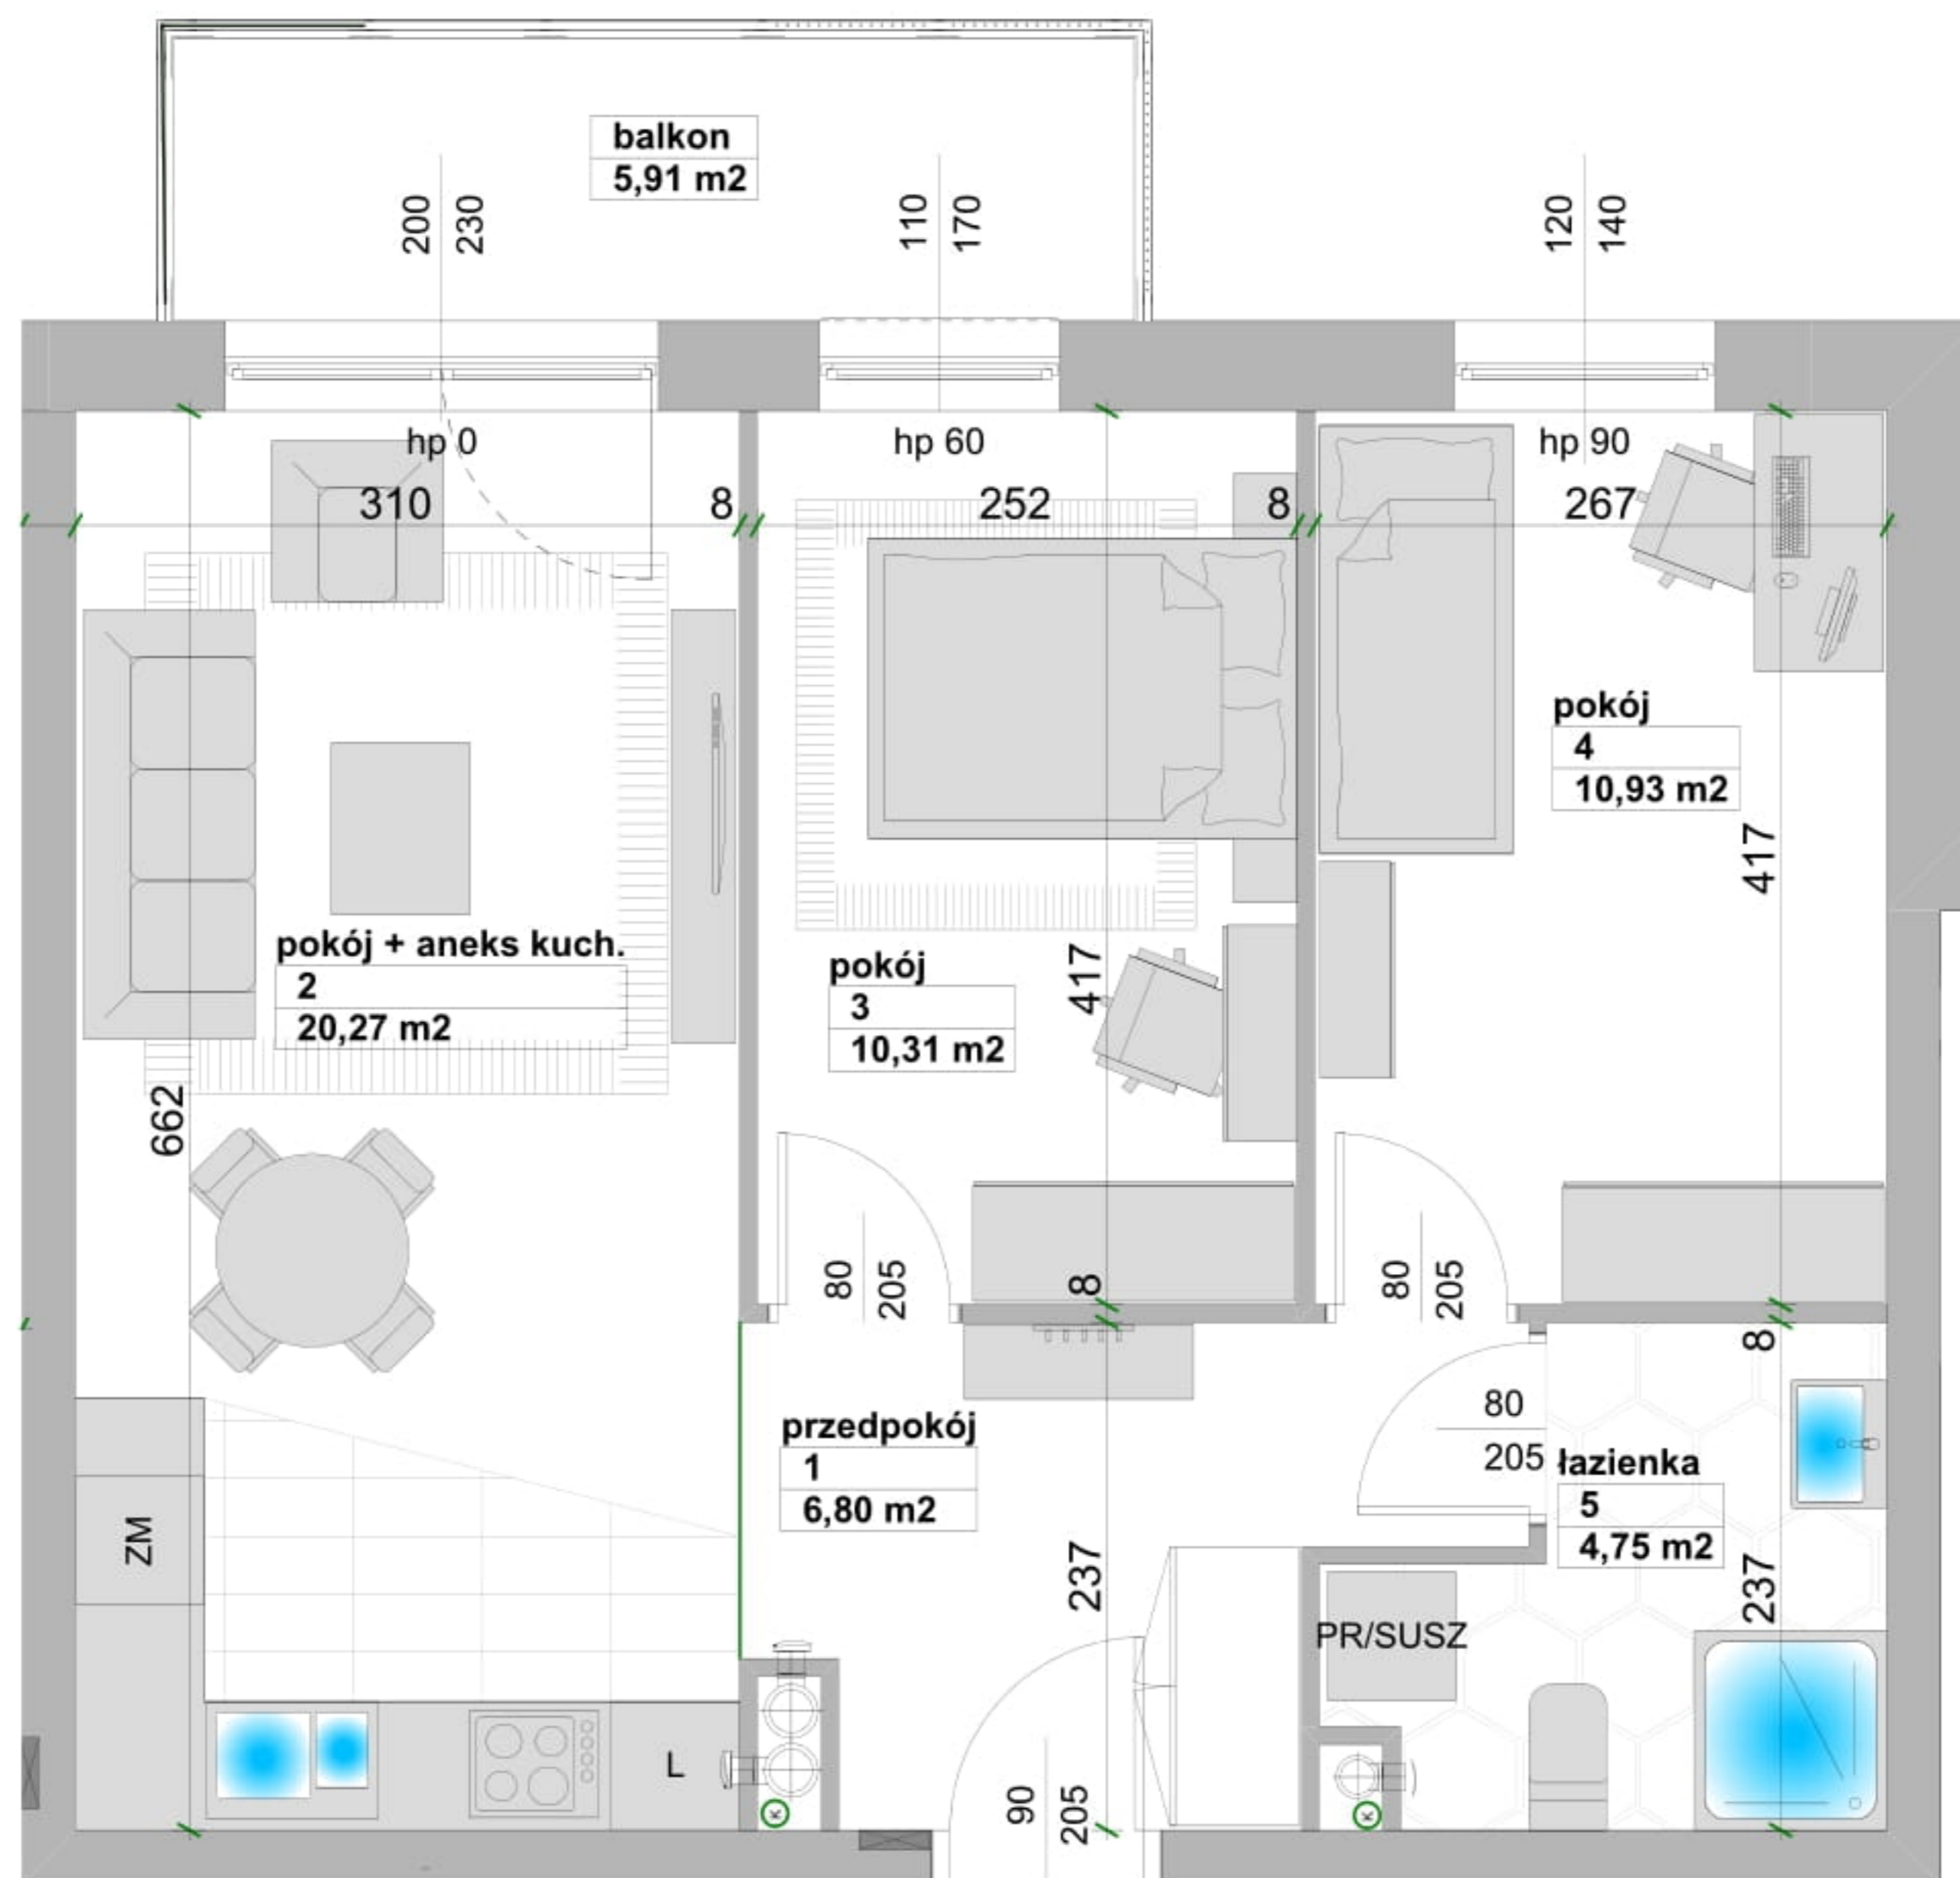 balkon
5,91 m2
200
230
110
170
120
140
hp 0
hp 60
hp 90
310
8
252
8
267
pokój
4
10,93 m2
417
pokój + aneks kuch.
2
20,27 m2
pokój
3
10,31 m2
417
662
80
205
8
80
205
8
przedpokój
1
6,80 m2
80
205
łazienka
5
4,75 m2
ZM
237
237
PR/SUSZ
L
90
205
K
K